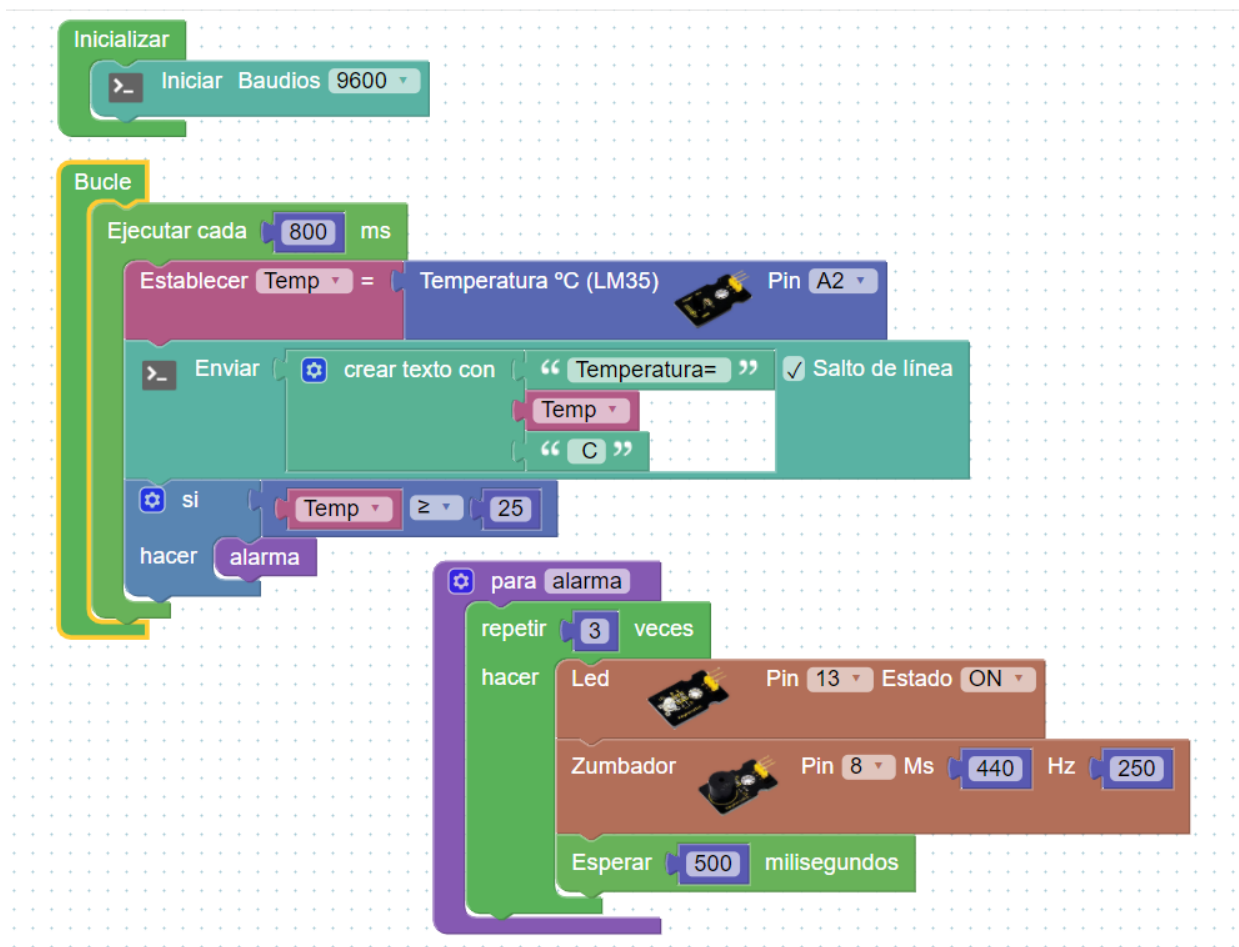 Inicializar
Iniciar Baudios 9600
Bucle
Ejecutar cada 800 ms
Establecer Temp = Temperatura ºC (LM35) Pin A2
Enviar crear texto con “ Temperatura= ” Salto de línea
Temp
“ C ”
si Temp ≥ 25
hacer alarma
para alarma
repetir 3 veces
hacer Led Pin 13 Estado ON
Zumbador Pin 8 Ms 440 Hz 250
Esperar 500 milisegundos